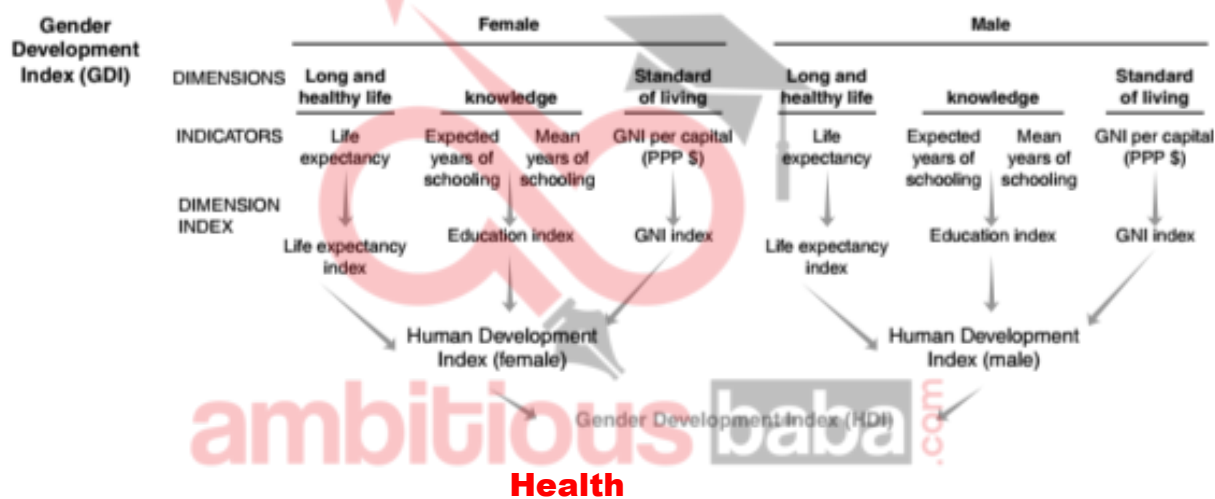 Gender
Development
Index (GDI)
Female
Male
DIMENSIONS
Long and
healthy life
knowledge
Standard
of living
Long and
healthy life
knowledge
Standard
of living
INDICATORS
Life
expectancy
Expected
years of
schooling
Mean
years of
schooling
GNI per capital
(PPP $)
Life
expectancy
Expected
years of
schooling
Mean
years of
schooling
GNI per capital
(PPP $)
DIMENSION
INDEX
Life expectancy
index
Education index
GNI index
Life expectancy
index
Education index
GNI index
Human Development
Index (female)
Human Development
Index (male)
Gender Development Index (HDI)
ambitious baba .com
Health